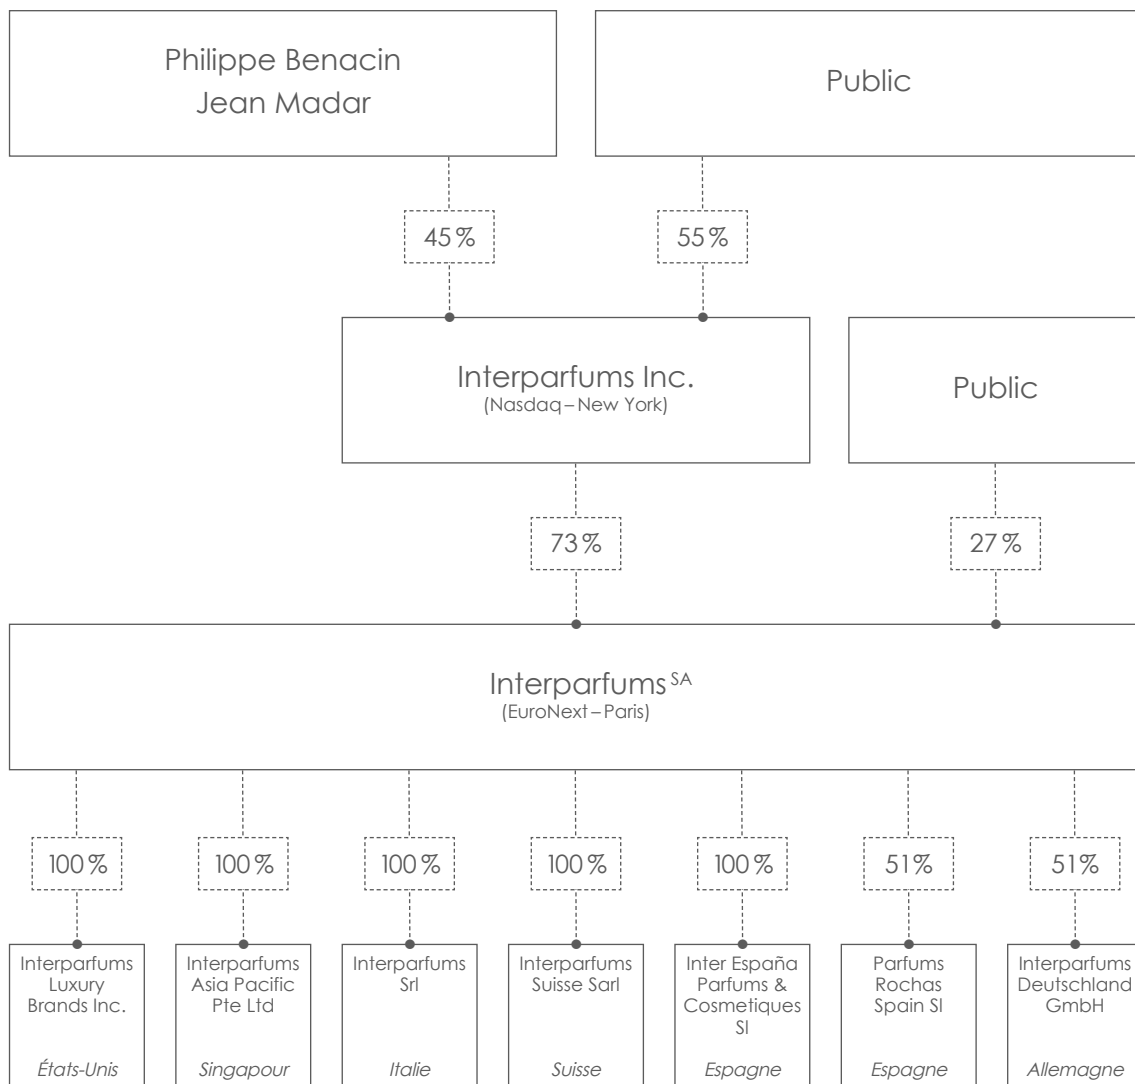 Philippe Benacin
Jean Madar
Public
45 %
55 %
Interparfums Inc.
(Nasdaq – New York)
Public
73 %
27 %
Interparfums SA
(EuroNext – Paris)
100 %
100 %
100 %
100 %
100 %
51 %
51 %
Interparfums
Luxury
Brands Inc.
États-Unis
Interparfums
Asia Pacific
Pte Ltd
Singapour
Interparfums
Srl
Italie
Interparfums
Suisse Sarl
Suisse
Inter España
Parfums &
Cosmetiques
Sl
Espagne
Parfums
Rochas
Spain Sl
Espagne
Interparfums
Deutschland
GmbH
Allemagne